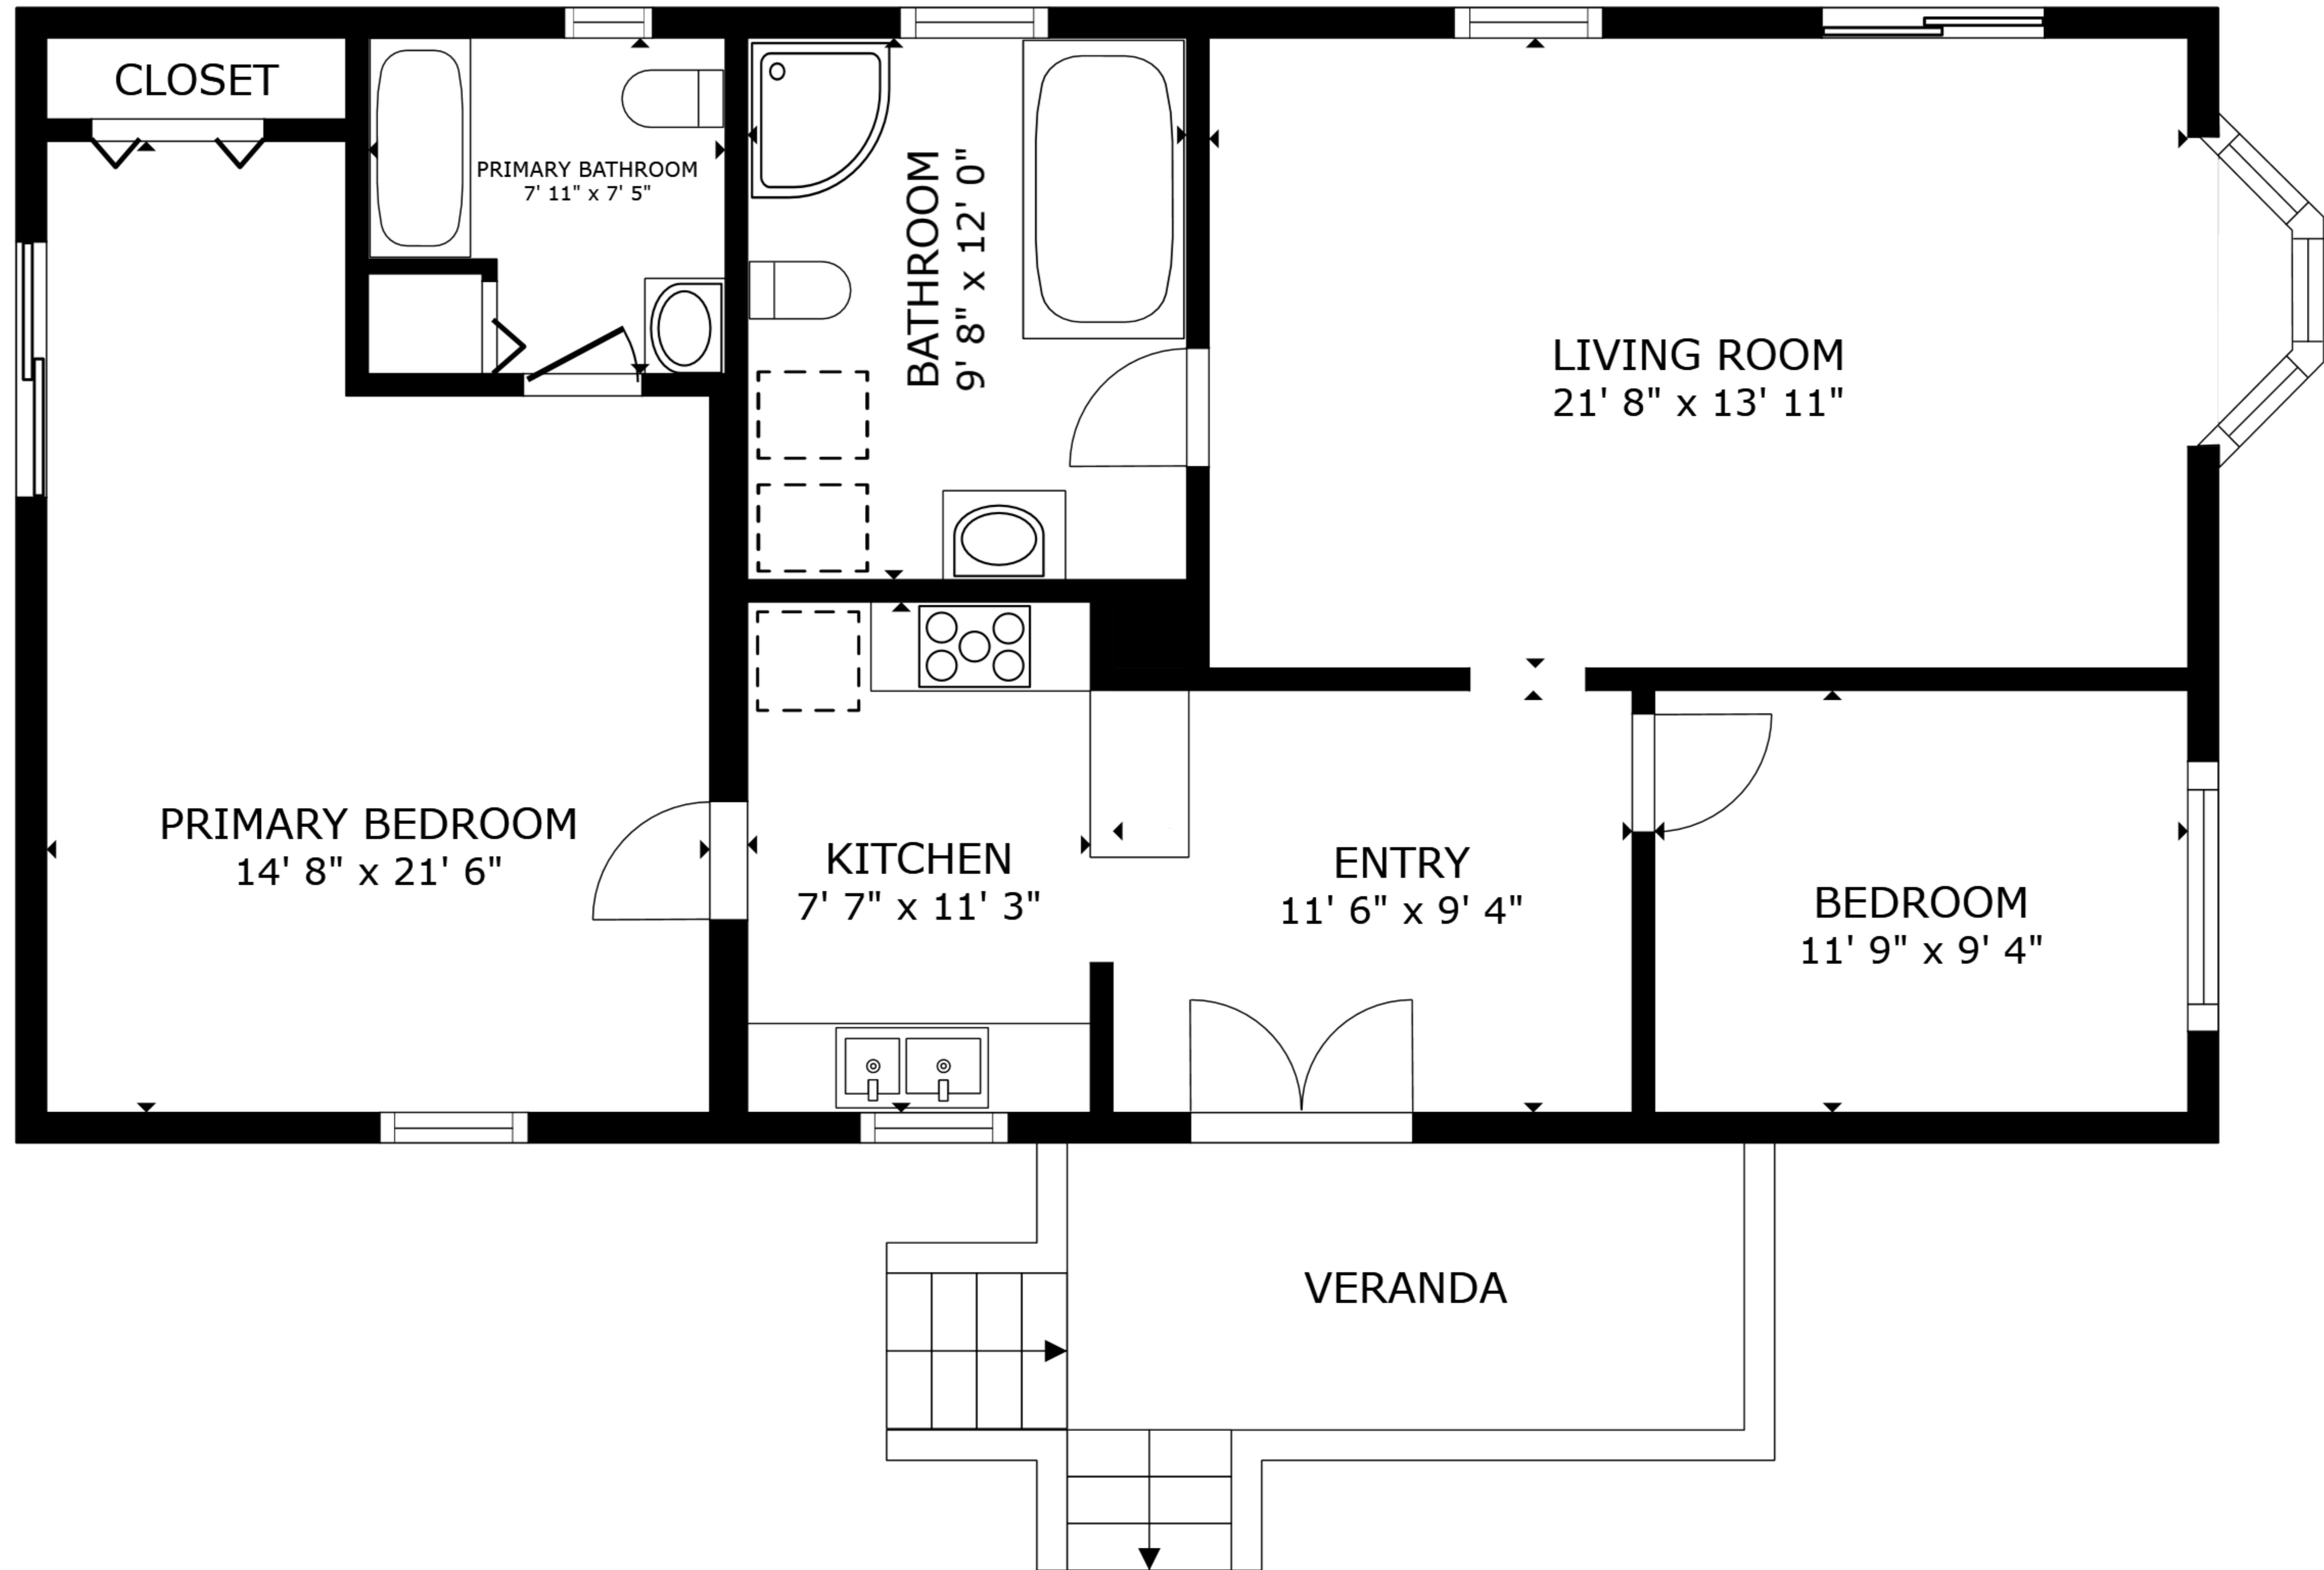 CLOSET
PRIMARY BATHROOM
7' 11" x 7' 5"
BATHROOM
9' 8" x 12' 0"
LIVING ROOM
21' 8" x 13' 11"
PRIMARY BEDROOM
14' 8" x 21' 6"
KITCHEN
7' 7" x 11' 3"
ENTRY
11' 6" x 9' 4"
BEDROOM
11' 9" x 9' 4"
VERANDA